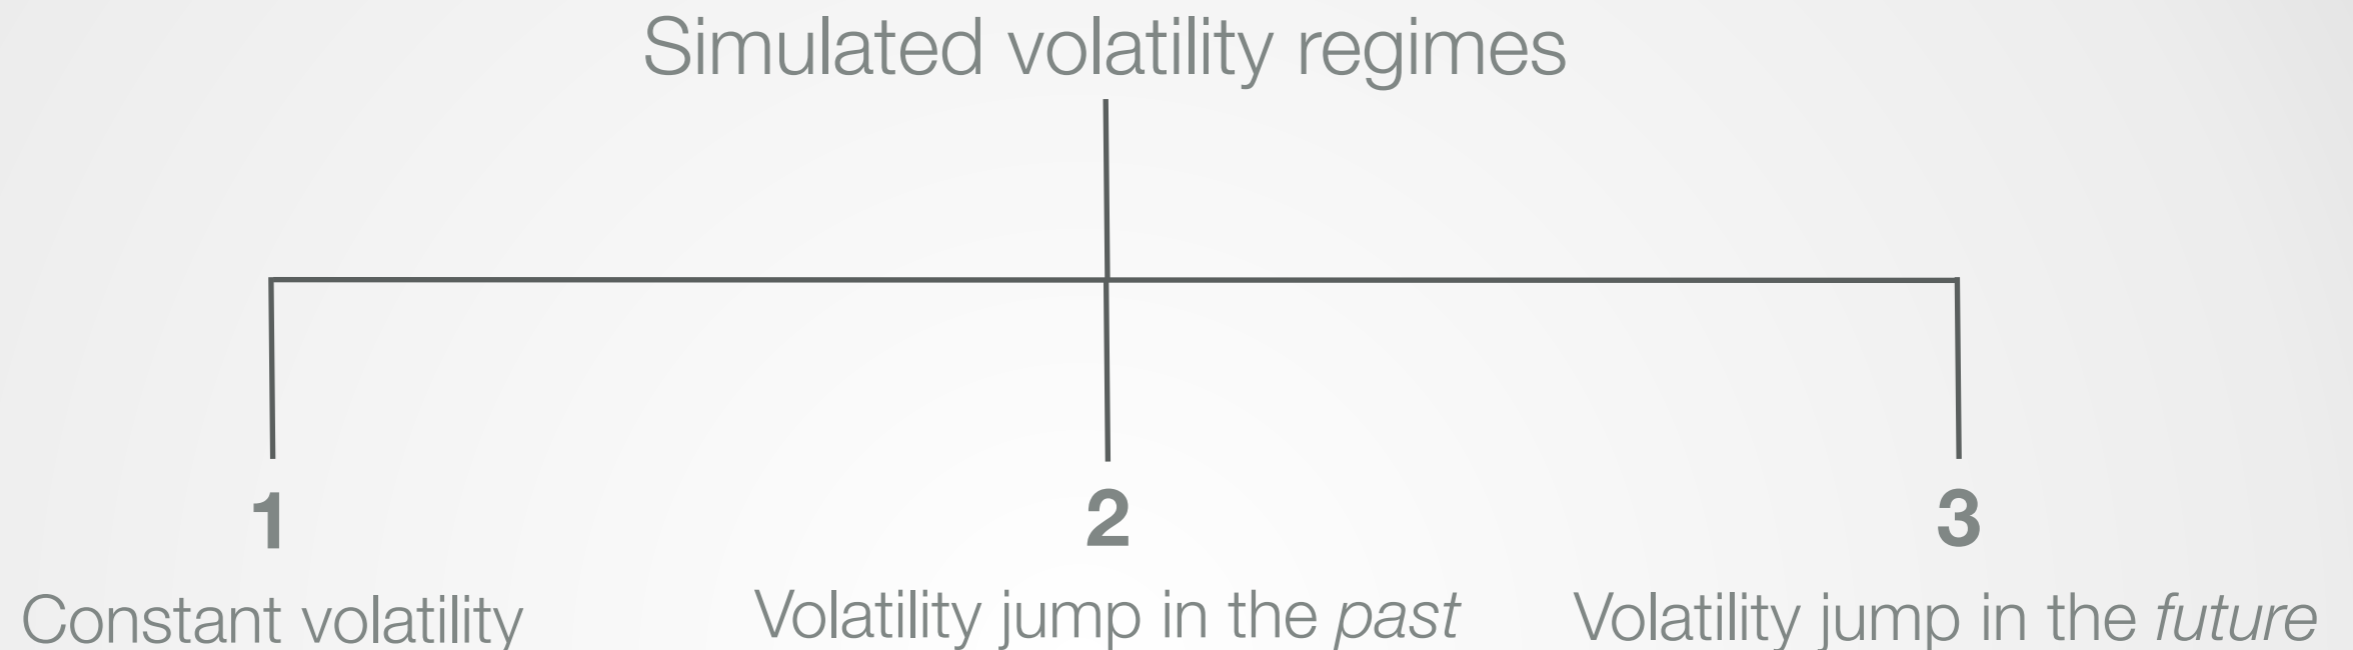 Simulated volatility regimes
1
2
3
Constant volatility
Volatility jump in the past
Volatility jump in the future